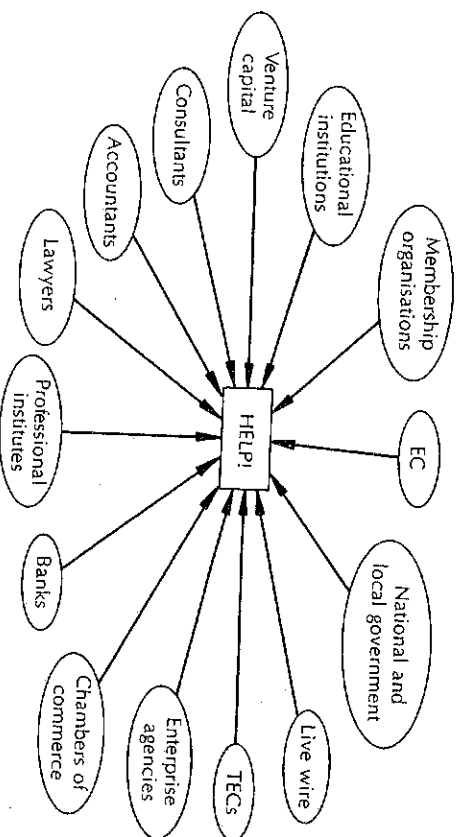 Membership
organisations
EC
National and
local government
Educational
institutions
Live wire
Venture
capital
HELP!
TECs
Consultants
Enterprise
agencies
Accountants
Chambers of
commerce
Lawyers
Professional
institutes
Banks